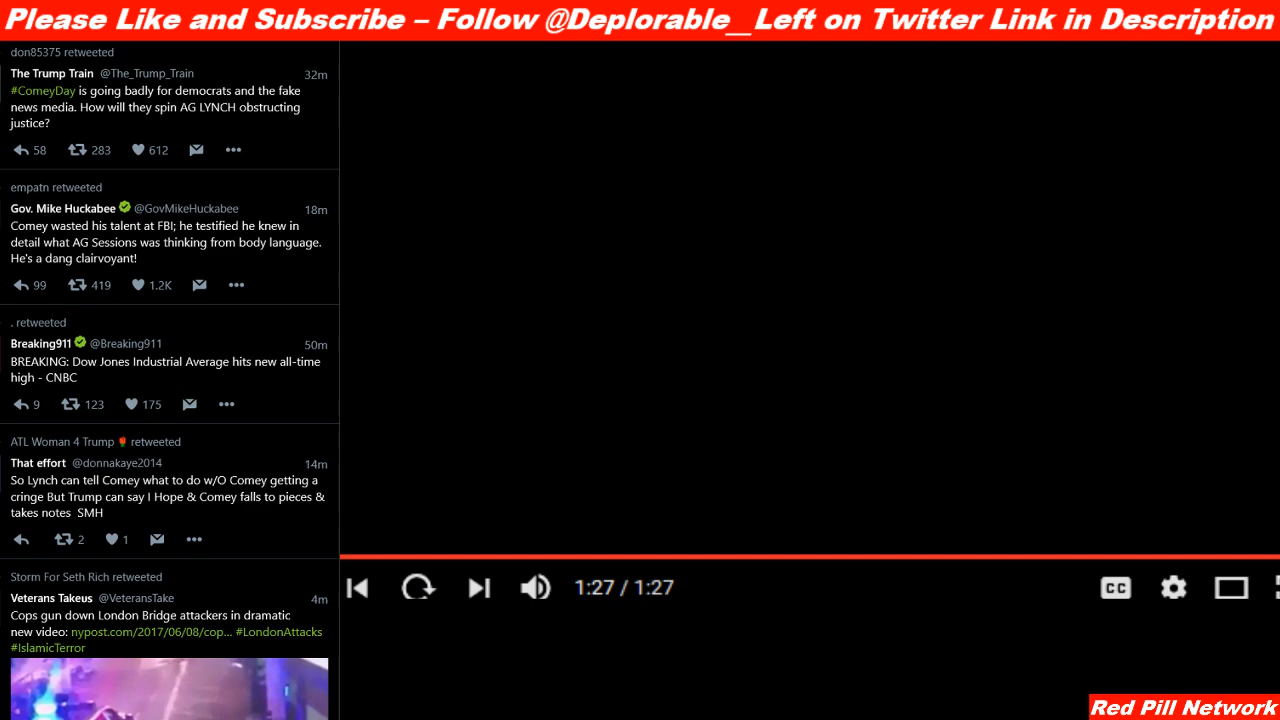 Please Like and Subscribe – Follow @Deplorable__Left on Twitter Link in Description
don85375 retweeted
The Trump Train @The_Trump_Train 32m
#ComeyDay is going badly for democrats and the fake
news media. How will they spin AG LYNCH obstructing
justice?
58 283 612
empatn retweeted
Gov. Mike Huckabee @GovMikeHuckabee 18m
Comey wasted his talent at FBI; he testified he knew in
detail what AG Sessions was thinking from body language.
He's a dang clairvoyant!
99 419 1.2K
. retweeted
Breaking911 @Breaking911 50m
BREAKING: Dow Jones Industrial Average hits new all-time
high - CNBC
9 123 175
ATL Woman 4 Trump🌹retweeted
That effort @donnakaye2014 14m
So Lynch can tell Comey what to do w/O Comey getting a
cringe But Trump can say I Hope & Comey falls to pieces &
takes notes SMH
2 1
Storm For Seth Rich retweeted
Veterans Takeus @VeteransTake 4m
Cops gun down London Bridge attackers in dramatic
new video: nypost.com/2017/06/08/cop... #LondonAttacks
#IslamicTerror
1:27 / 1:27
CC
Red Pill Network